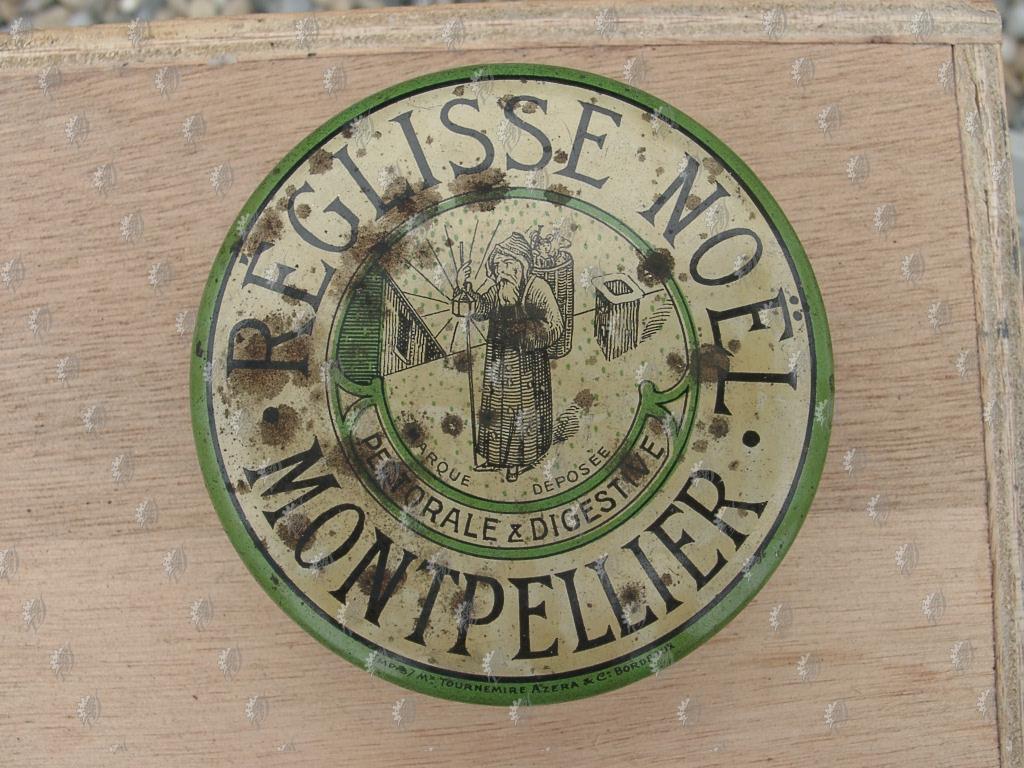 RÉGLISSE NOËL
MARQUE DÉPOSÉE
PECTORALE & DIGESTIVE
MONTPELLIER
TOURNEMIRE AZERA & Cⁱᵉ BORDEAUX